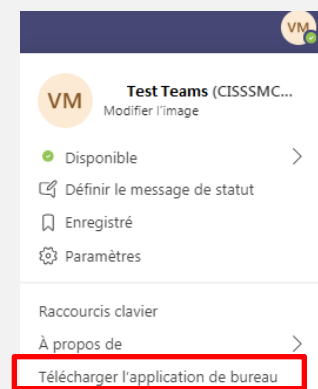 VM
VM
Test Teams (CISSSMC...
Modifier l'image
Disponible
Définir le message de statut
Enregistré
Paramètres
Raccourcis clavier
À propos de
Télécharger l'application de bureau